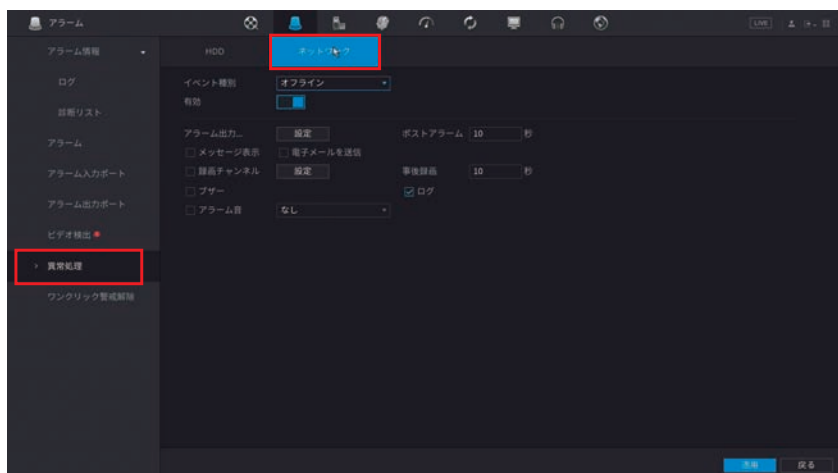 アラーム
LIVE
アラーム情報
HDD
ネットワーク
ログ
イベント種別
オフライン
有効
診断リスト
アラーム
アラーム出力...
設定
ポストアラーム
10
秒
メッセージ表示
電子メールを送信
アラーム入力ポート
録画チャンネル
設定
事後録画
10
秒
ブザー
ログ
アラーム出力ポート
アラーム音
なし
ビデオ検出
異常処理
ワンクリック警戒解除
適用
戻る